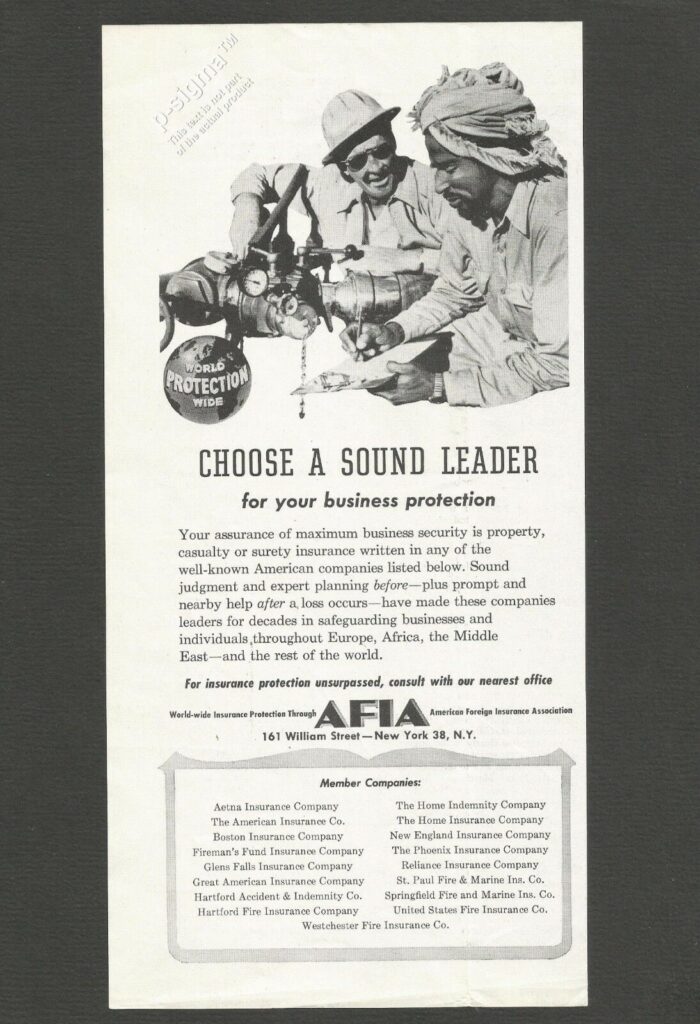 p-sigma™
This text is not part
of the actual product
WORLD
PROTECTION
WIDE
CHOOSE A SOUND LEADER
for your business protection
Your assurance of maximum business security is property,
casualty or surety insurance written in any of the
well-known American companies listed below. Sound
judgment and expert planning before—plus prompt and
nearby help after a loss occurs—have made these companies
leaders for decades in safeguarding businesses and
individuals throughout Europe, Africa, the Middle
East—and the rest of the world.
For insurance protection unsurpassed, consult with our nearest office
World-wide Insurance Protection Through AFIA American Foreign Insurance Association
161 William Street—New York 38, N.Y.
Member Companies:
Aetna Insurance Company
The American Insurance Co.
Boston Insurance Company
Fireman's Fund Insurance Company
Glens Falls Insurance Company
Great American Insurance Company
Hartford Accident & Indemnity Co.
Hartford Fire Insurance Company
The Home Indemnity Company
The Home Insurance Company
New England Insurance Company
The Phoenix Insurance Company
Reliance Insurance Company
St. Paul Fire & Marine Ins. Co.
Springfield Fire and Marine Ins. Co.
United States Fire Insurance Co.
Westchester Fire Insurance Co.